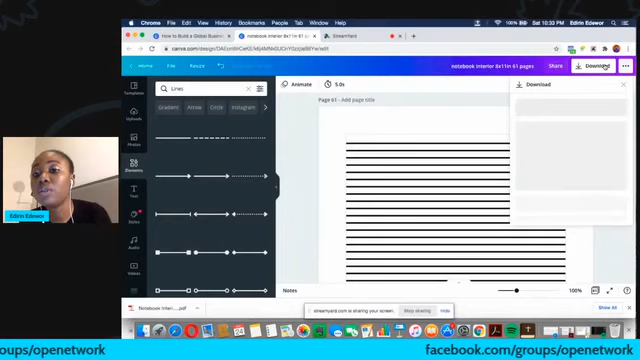 Chrome File Edit View History Bookmarks People Tab Window Help
100% Sat 10:33 PM Edirin Edewor
How to Build a Global Busine
notebook interior 8x11in 61 pages
StreamYard
Home File Resize
notebook interior 8x11in 61 pages Share Download
Templates
Uploads
Photos
Elements
Text
Styles
Audio
Videos
Lines
Gradient Arrow Circle Instagram
Animate 5.0s
Page 61 - Add page title
Download
Notes 100% 61
Notebook Interi....pdf
streamyard.com is sharing your screen. Stop sharing Hide
Show All
Edirin Edewor
groups/openetwork
facebook.com/groups/openetwork